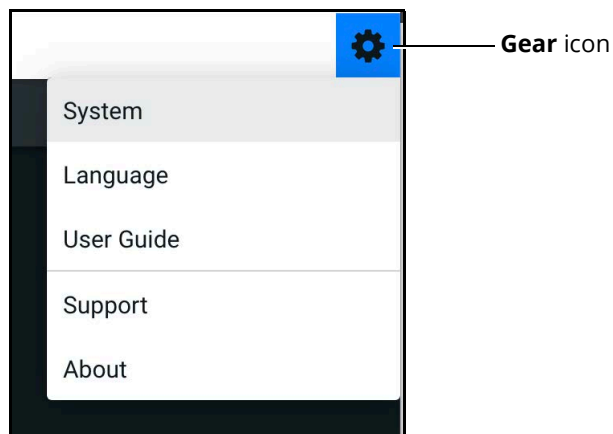 Gear icon
System
Language
User Guide
Support
About